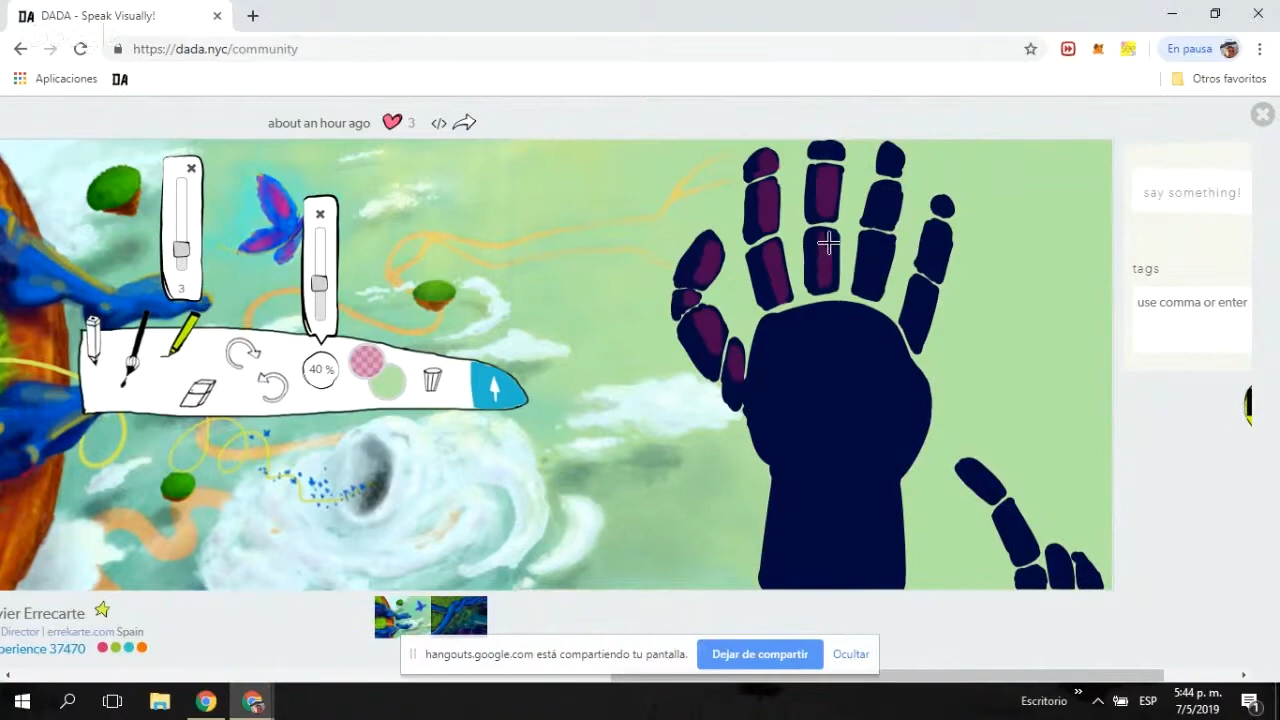 DADA - Speak Visually!
https://dada.nyc/community
En pausa
Aplicaciones
DA
Otros favoritos
about an hour ago
3
say something!
3
tags
use comma or enter
40 %
vier Errecarte
Director | errekarte.com Spain
perience 37470
hangouts.google.com está compartiendo tu pantalla.
Dejar de compartir
Ocultar
Escritorio
ESP
5:44 p. m.
7/5/2019
1